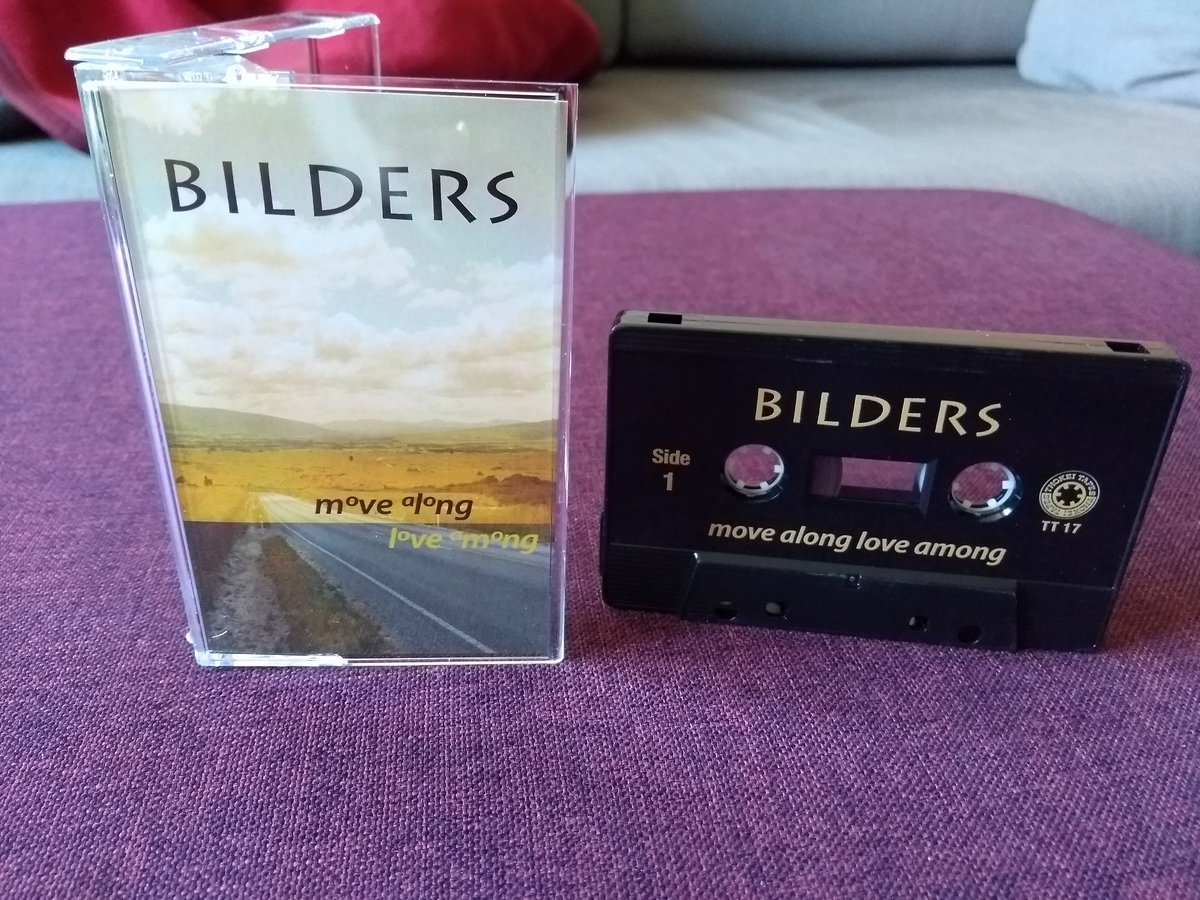 BILDERS
move along
love among
BILDERS
Side
1
move along love among
TT 17